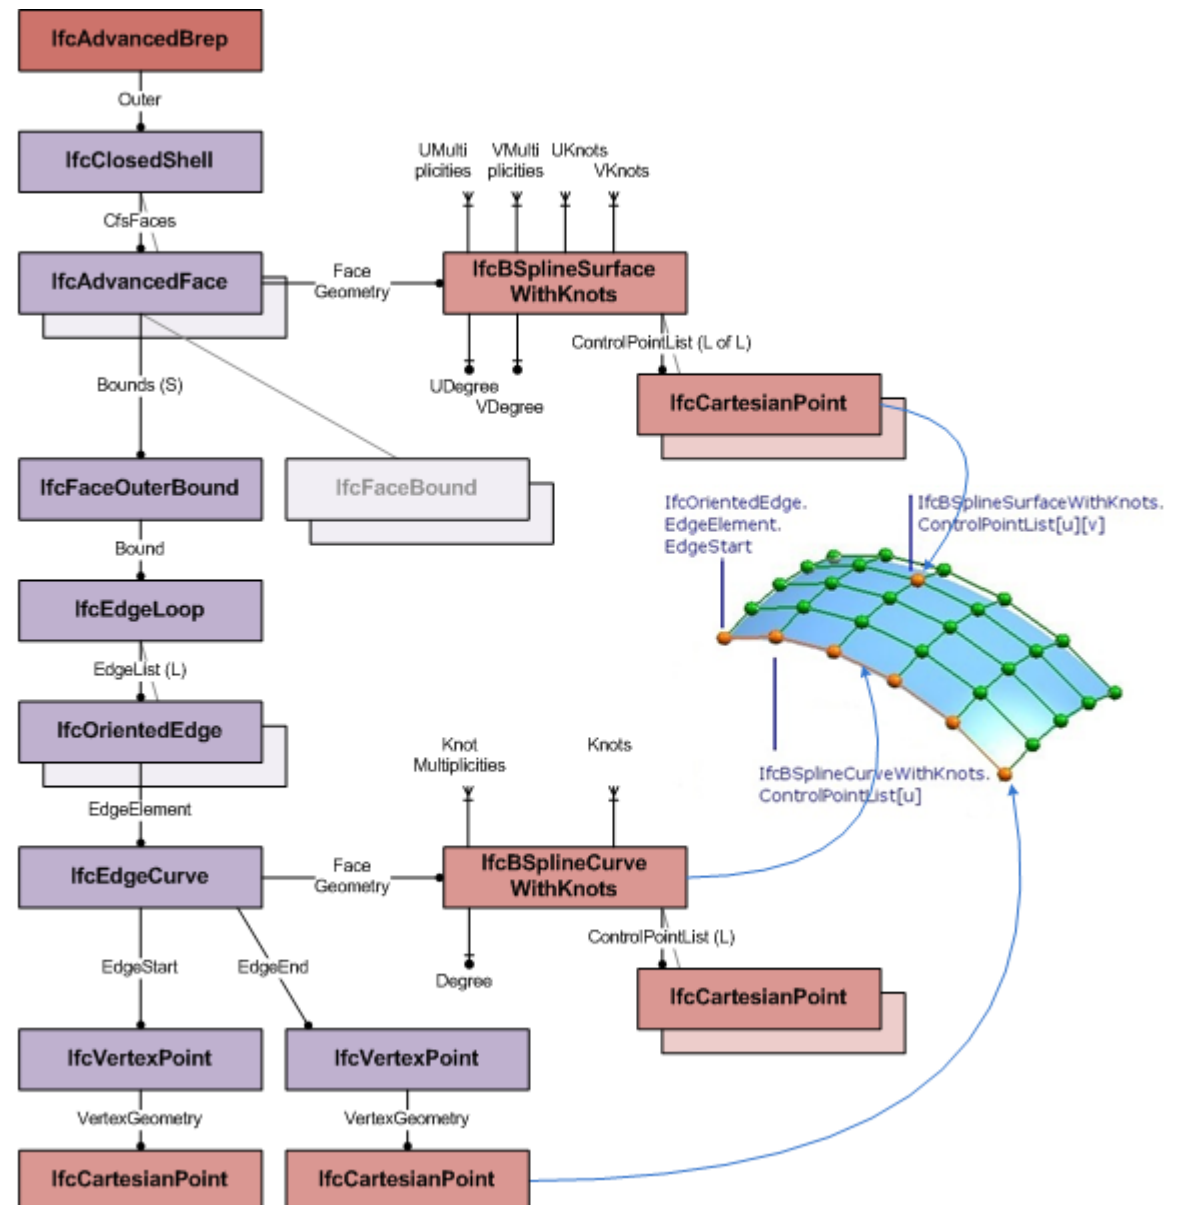 IfcAdvancedBrep
Outer
IfcClosedShell
CfsFaces
IfcAdvancedFace
Face
Geometry
UMulti
plicities
VMulti
plicities
UKnots
VKnots
IfcBSplineSurface
WithKnots
UDegree
VDegree
ControlPointList (L of L)
IfcCartesianPoint
Bounds (S)
IfcFaceOuterBound
IfcFaceBound
Bound
IfcEdgeLoop
EdgeList (L)
IfcOrientedEdge
EdgeElement
IfcOrientedEdge.
EdgeElement.
EdgeStart
IfcBSplineSurfaceWithKnots.
ControlPointList[u][v]
IfcBSplineCurveWithKnots.
ControlPointList[u]
Knot
Multiplicities
Knots
IfcEdgeCurve
Face
Geometry
IfcBSplineCurve
WithKnots
Degree
ControlPointList (L)
IfcCartesianPoint
EdgeStart
EdgeEnd
IfcVertexPoint
IfcVertexPoint
VertexGeometry
VertexGeometry
IfcCartesianPoint
IfcCartesianPoint